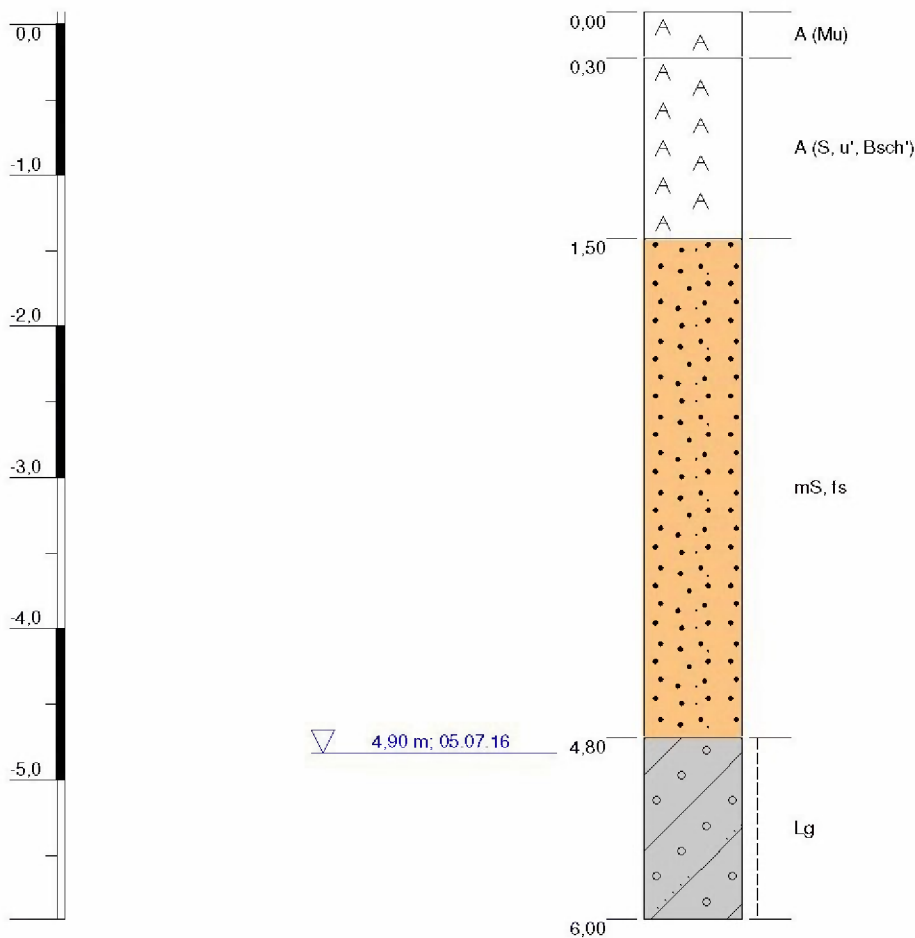 0,0
-1,0
-2,0
-3,0
-4,0
-5,0
4,90 m; 05.07.16
0,00
0,30
1,50
4,80
6,00
A (Mu)
A (S, u', Bsch')
mS, fs
Lg